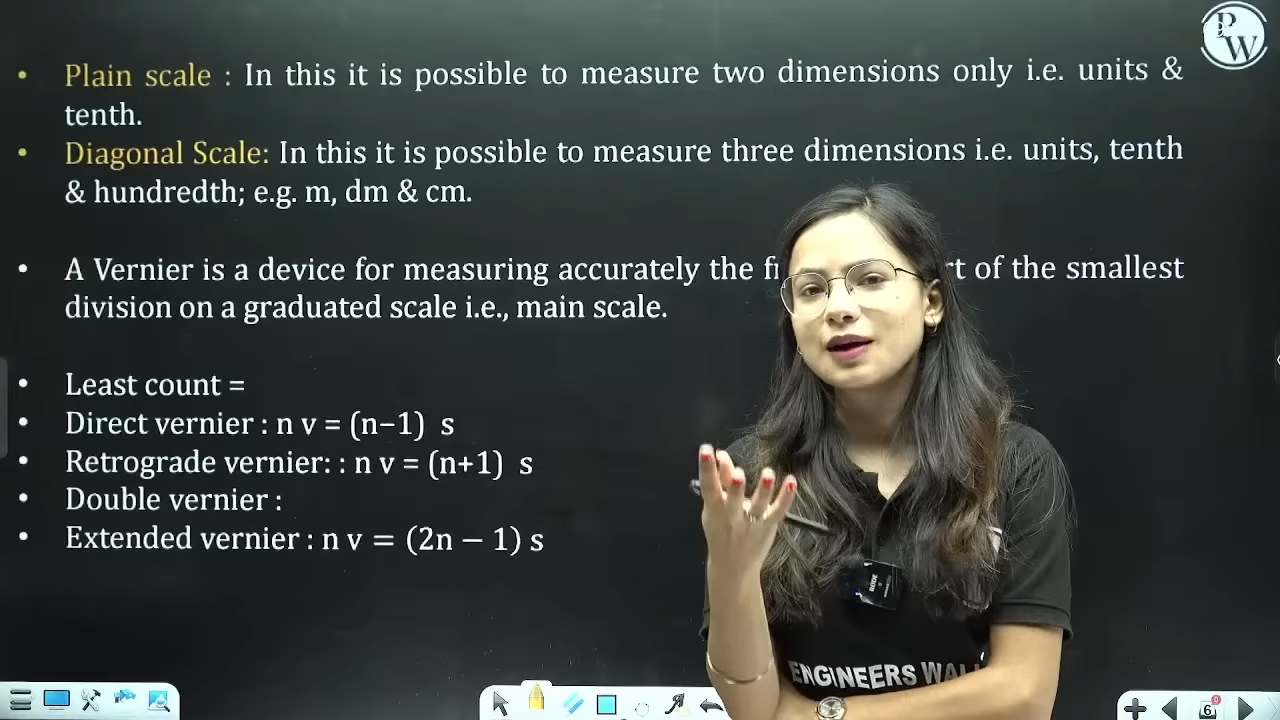 PW
• Plain scale : In this it is possible to measure two dimensions only i.e. units &
tenth.
• Diagonal Scale: In this it is possible to measure three dimensions i.e. units, tenth
& hundredth; e.g. m, dm & cm.
• A Vernier is a device for measuring accurately the of the smallest
division on a graduated scale i.e., main scale.
• Least count =
• Direct vernier : n v = (n−1) s
• Retrograde vernier: : n v = (n+1) s
• Double vernier :
• Extended vernier : n v = (2n − 1) s
RODE
ENGINEERS
6